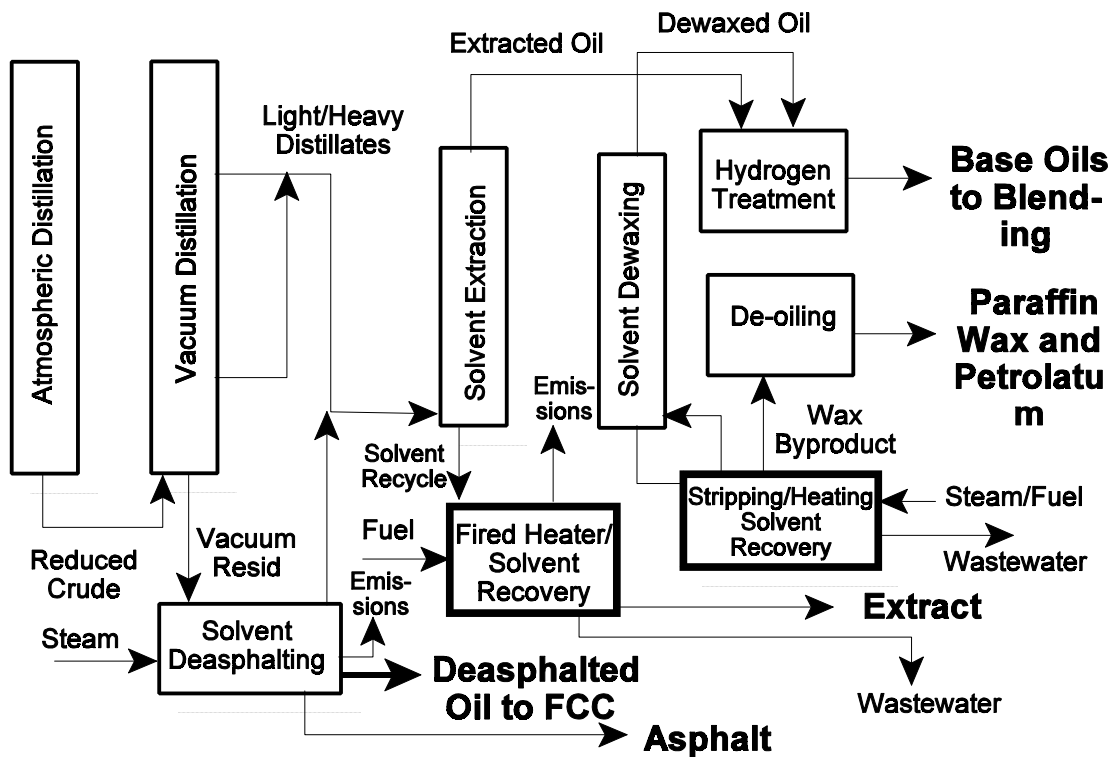 Dewaxed Oil
Extracted Oil
Light/Heavy
Distillates
Atmospheric Distillation
Vacuum Distillation
Solvent Extraction
Solvent Dewaxing
Hydrogen
Treatment
Base Oils
to Blend-
ing
De-oiling
Paraffin
Wax and
Petrolatu
m
Emis-
sions
Wax
Byproduct
Solvent
Recycle
Stripping/Heating
Solvent
Recovery
Steam/Fuel
Wastewater
Fuel
Fired Heater/
Solvent
Recovery
Reduced
Crude
Vacuum
Resid
Emis-
sions
Extract
Steam
Solvent
Deasphalting
Deasphalted
Oil to FCC
Wastewater
Asphalt